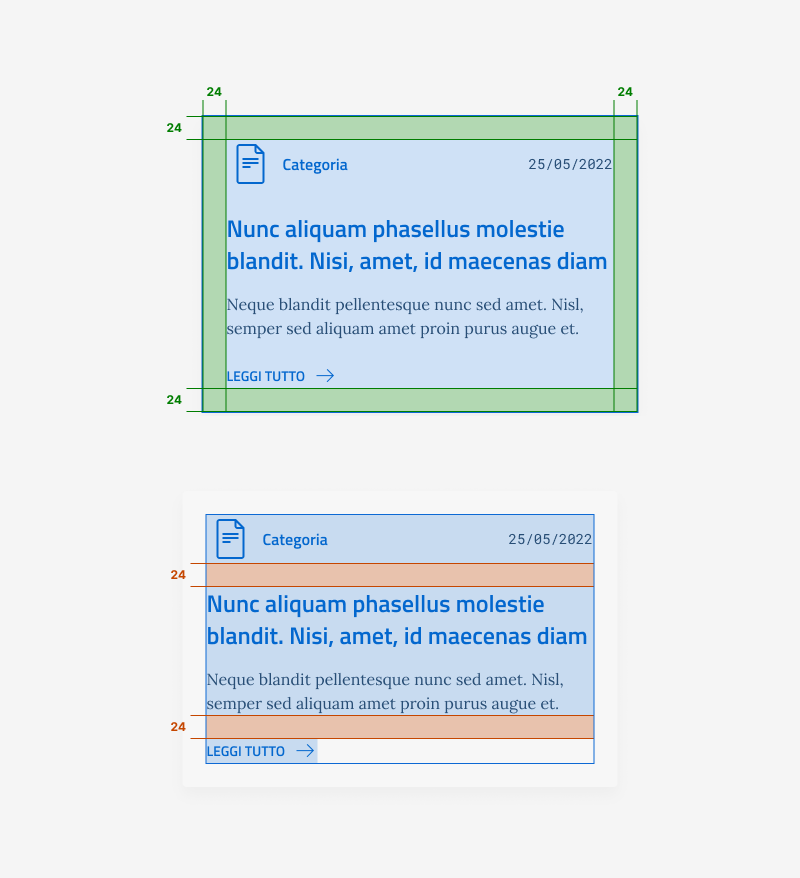 24 24
24
Categoria 25/05/2022
Nunc aliquam phasellus molestie
blandit. Nisi, amet, id maecenas diam
Neque blandit pellentesque nunc sed amet. Nisl,
semper sed aliquam amet proin purus augue et.
LEGGI TUTTO
24
Categoria 25/05/2022
24
Nunc aliquam phasellus molestie
blandit. Nisi, amet, id maecenas diam
Neque blandit pellentesque nunc sed amet. Nisl,
semper sed aliquam amet proin purus augue et.
24
LEGGI TUTTO